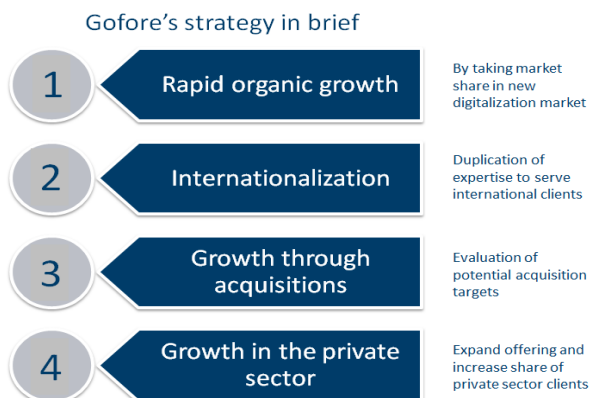 Gofore’s strategy in brief
1
Rapid organic growth
By taking market
share in new
digitalization market
2
Internationalization
Duplication of
expertise to serve
international clients
3
Growth through
acquisitions
Evaluation of
potential acquisition
targets
4
Growth in the private
sector
Expand offering and
increase share of
private sector clients